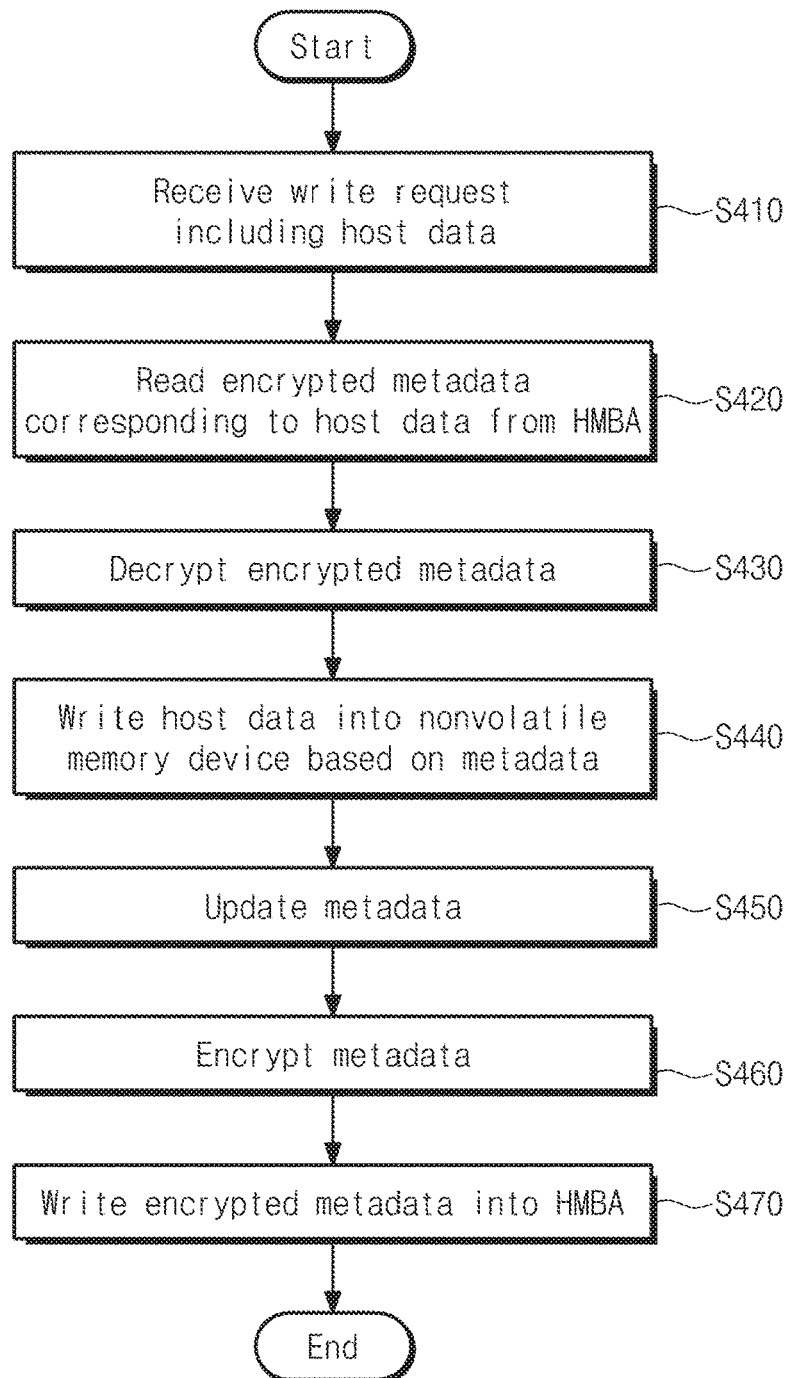 Start
Receive write request
including host data
S410
Read encrypted metadata
corresponding to host data from HMBA
S420
Decrypt encrypted metadata
S430
Write host data into nonvolatile
memory device based on metadata
S440
Update metadata
S450
Encrypt metadata
S460
Write encrypted metadata into HMBA
S470
End